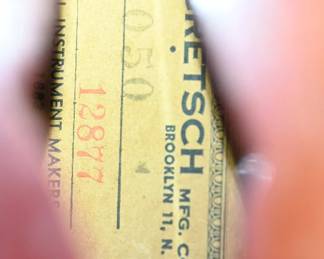 RETSCH MFG. C
BROOKLYN 11, N.
050
12877
INSTRUMENT MAKERS